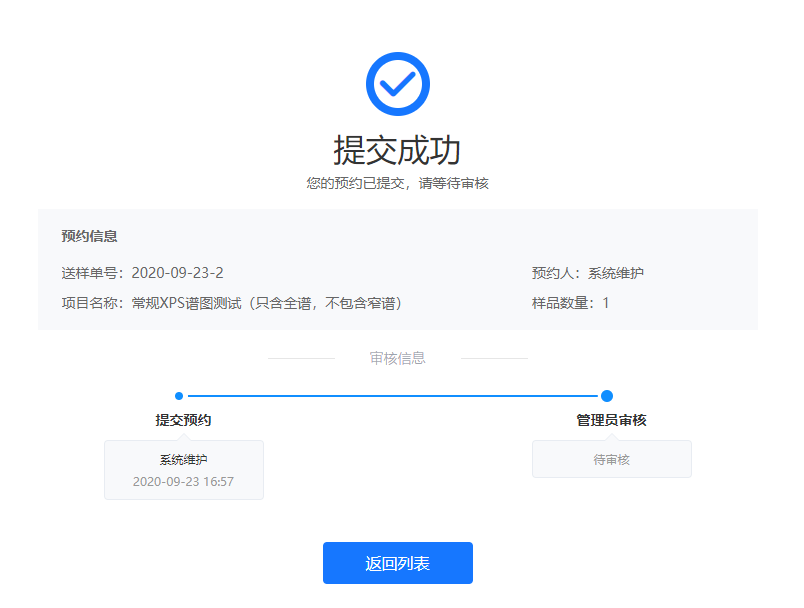 提交成功
您的预约已提交，请等待审核
预约信息
送样单号：2020-09-23-2
预约人：系统维护
项目名称：常规XPS谱图测试（只含全谱，不包含窄谱）
样品数量：1
审核信息
提交预约
管理员审核
系统维护
待审核
2020-09-23 16:57
返回列表